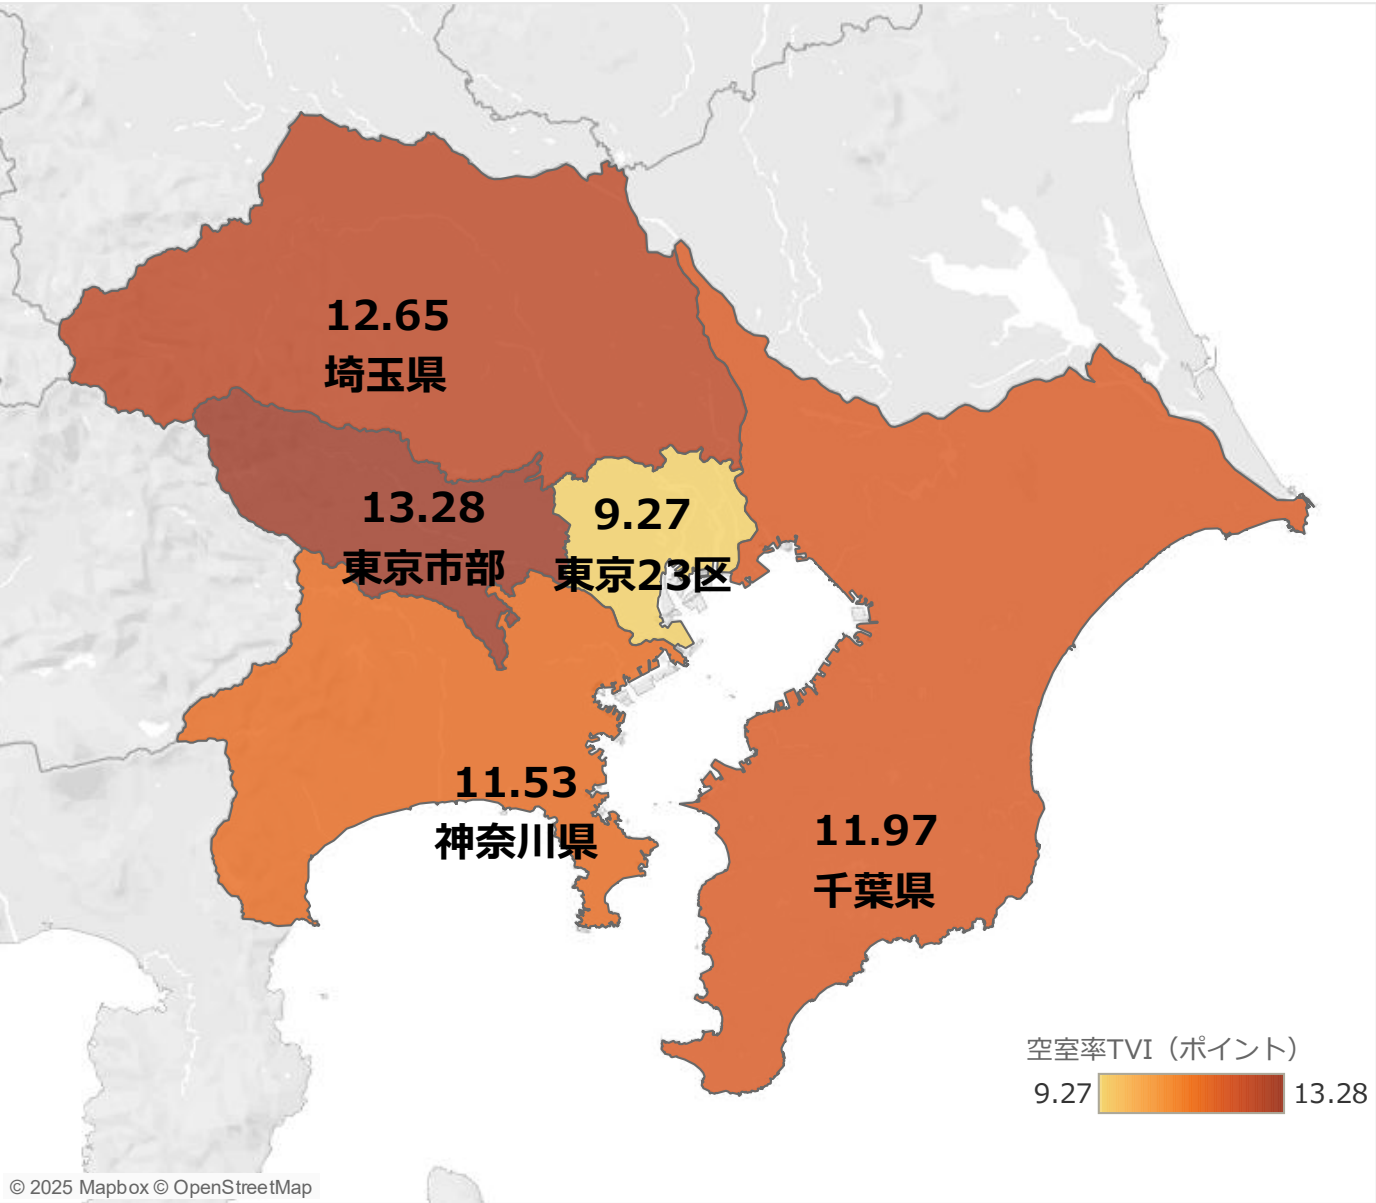 12.65
埼玉県
13.28
東京市部
9.27
東京23区
11.53
神奈川県
11.97
千葉県
空室率TVI（ポイント）
9.27 13.28
© 2025 Mapbox © OpenStreetMap